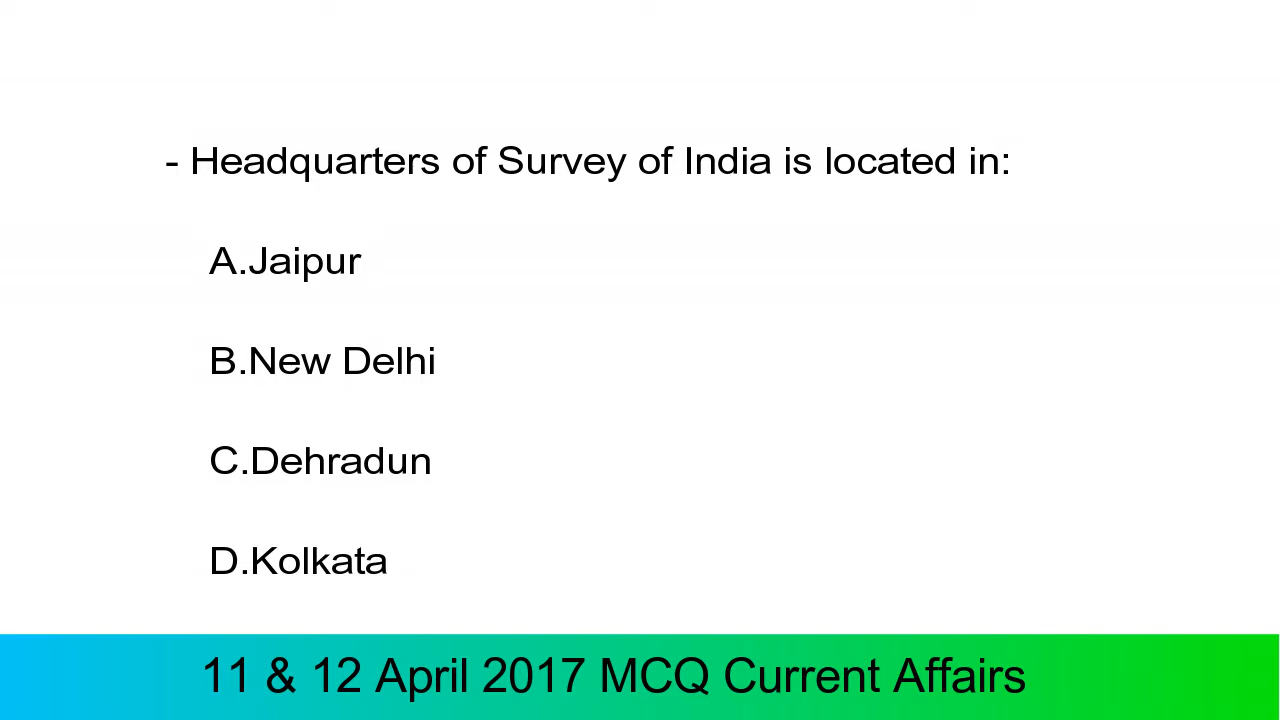 - Headquarters of Survey of India is located in:
A.Jaipur
B.New Delhi
C.Dehradun
D.Kolkata
11 & 12 April 2017 MCQ Current Affairs